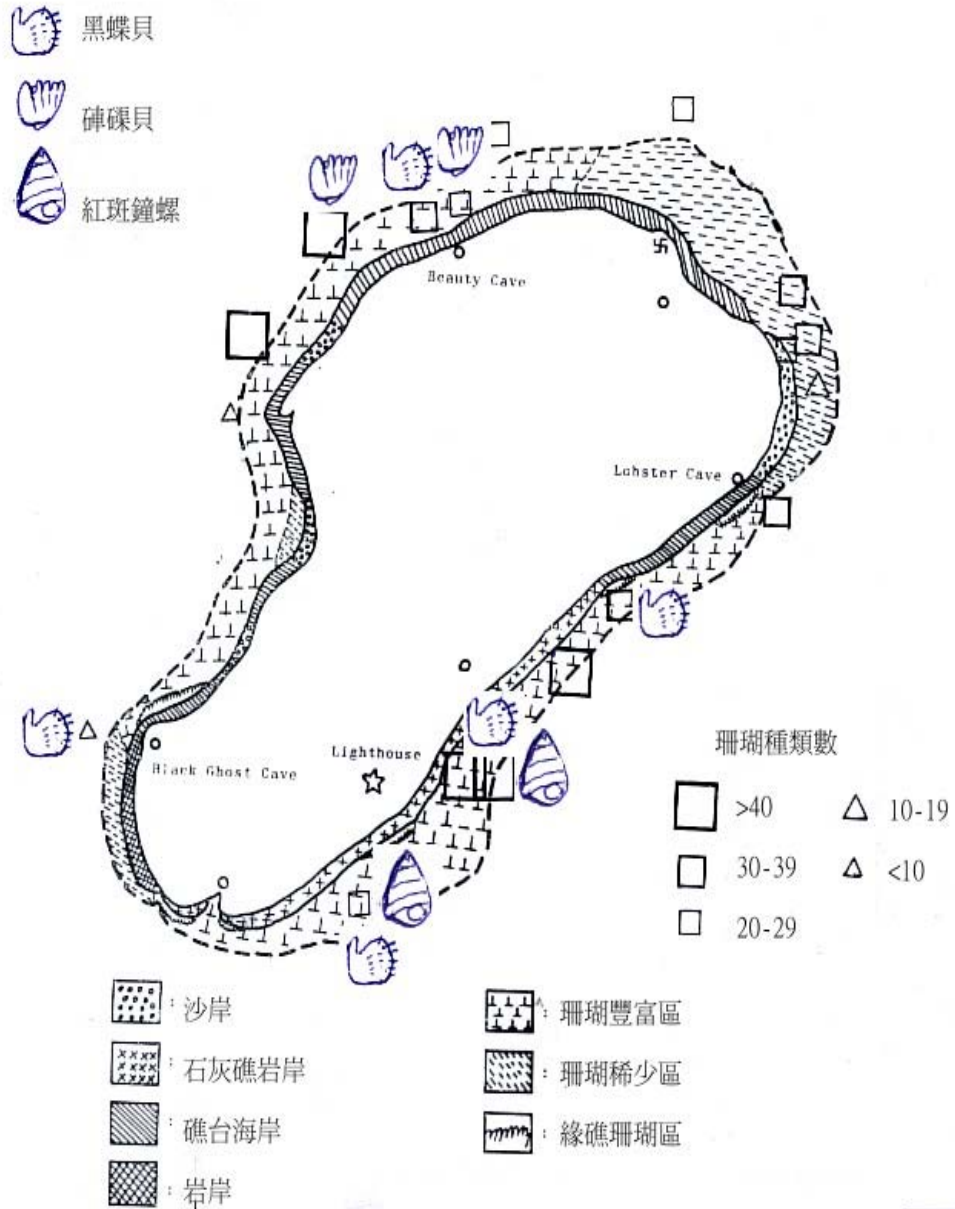 黑蝶貝
硨磲貝
紅斑鐘螺
卐
Beauty Cave
Lobster Cave
Lighthouse
Black Ghost Cave
珊瑚種類數
>40
10-19
30-39
<10
20-29
: 沙岸
: 珊瑚豐富區
: 石灰礁岩岸
: 珊瑚稀少區
: 礁台海岸
: 緣礁珊瑚區
: 岩岸